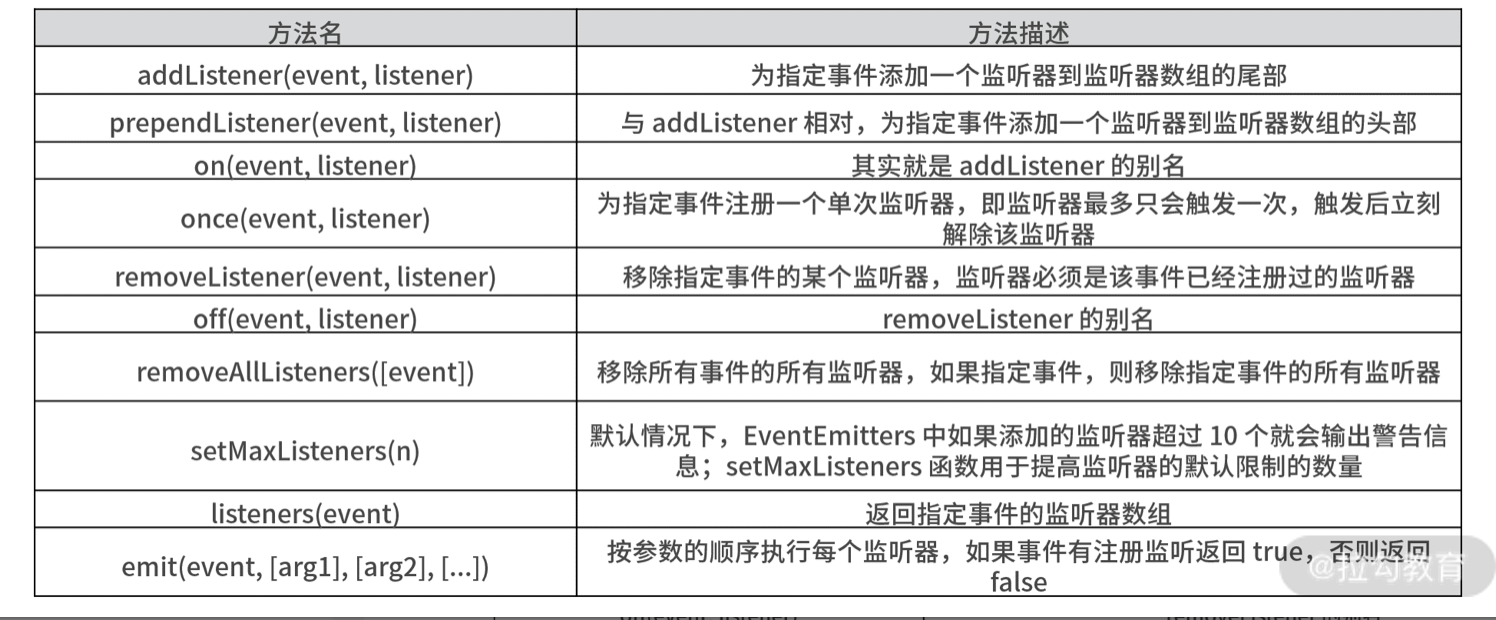 方法名 方法描述
addListener(event, listener) 为指定事件添加一个监听器到监听器数组的尾部
prependListener(event, listener) 与 addListener 相对，为指定事件添加一个监听器到监听器数组的头部
on(event, listener) 其实就是 addListener 的别名
once(event, listener) 为指定事件注册一个单次监听器，即监听器最多只会触发一次，触发后立刻
解除该监听器
removeListener(event, listener) 移除指定事件的某个监听器，监听器必须是该事件已经注册过的监听器
off(event, listener) removeListener 的别名
removeAllListeners([event]) 移除所有事件的所有监听器，如果指定事件，则移除指定事件的所有监听器
setMaxListeners(n) 默认情况下，EventEmitters 中如果添加的监听器超过 10 个就会输出警告信
息；setMaxListeners 函数用于提高监听器的默认限制的数量
listeners(event) 返回指定事件的监听器数组
emit(event, [arg1], [arg2], [...]) 按参数的顺序执行每个监听器，如果事件有注册监听返回 true，否则返回
false
@拉勾教育